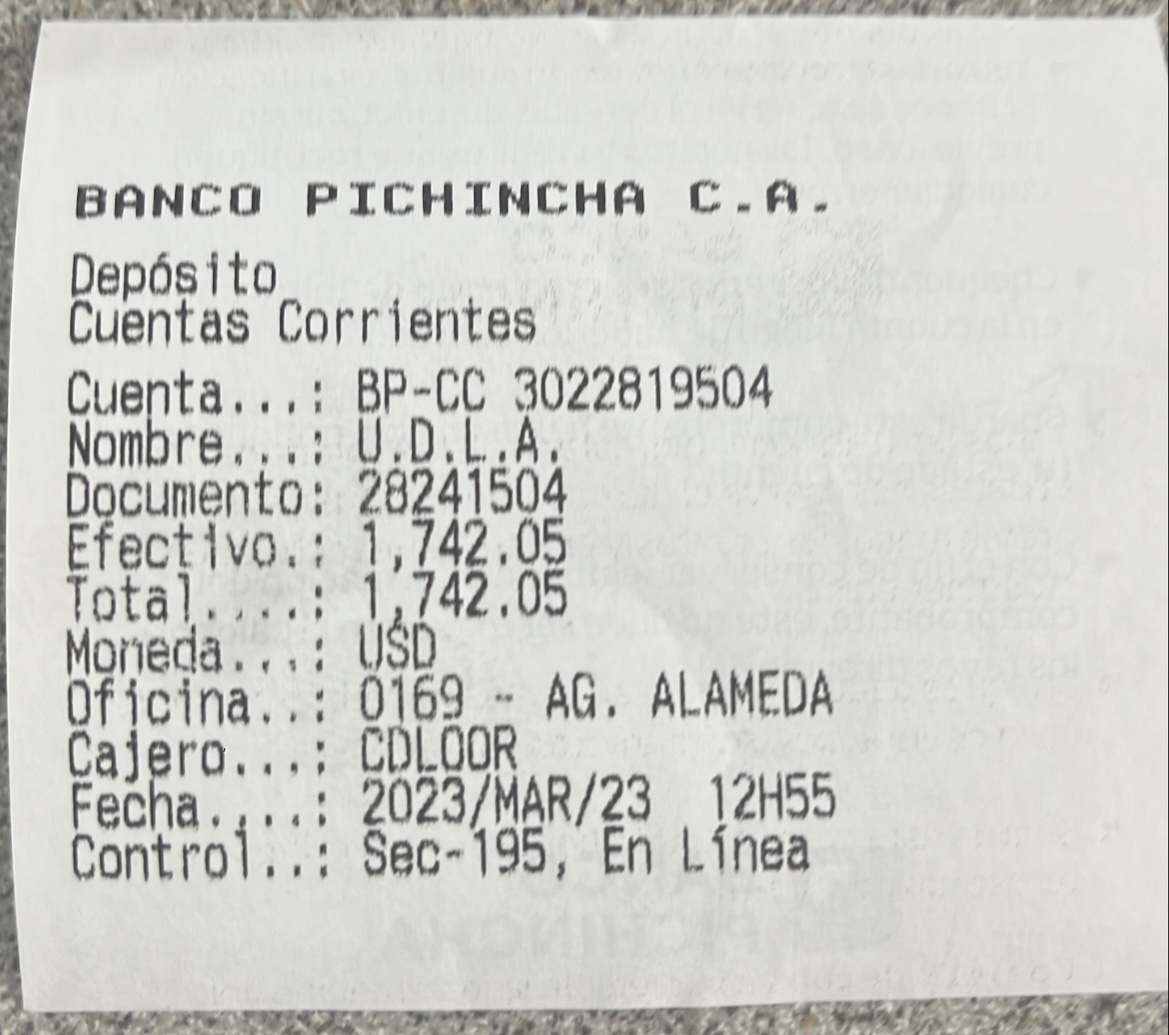 BANCO PICHINCHA C.A.
Depósito
Cuentas Corrientes
Cuenta...: BP-CC 3022819504
Nombre...: U.D.L.A.
Documento: 28241504
Efectivo.: 1,742.05
Total....: 1,742.05
Moneda...: USD
Oficina..: 0169 - AG. ALAMEDA
Cajero...: CDLOOR
Fecha....: 2023/MAR/23 12H55
Control..: Sec-195, En Línea